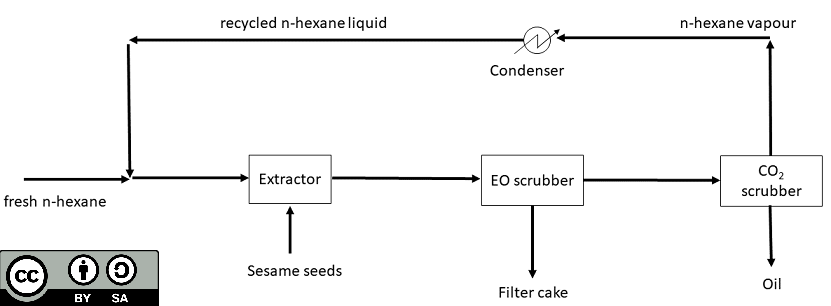 recycled n-hexane liquid
n-hexane vapour
Condenser
Extractor
EO scrubber
CO₂
scrubber
fresh n-hexane
Sesame seeds
Filter cake
Oil
cc
BY SA